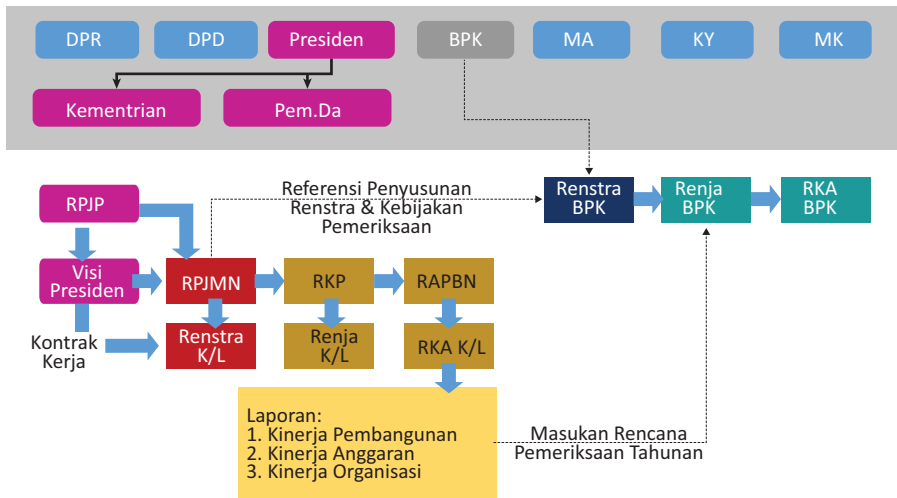 DPR
DPD
Presiden
BPK
MA
KY
MK
Kementrian
Pem.Da
RPJP
Referensi Penyusunan
Renstra & Kebijakan
Pemeriksaan
Renstra
BPK
Renja
BPK
RKA
BPK
Visi
Presiden
RPJMN
RKP
RAPBN
Kontrak
Kerja
Renstra
K/L
Renja
K/L
RKA K/L
Laporan:
1. Kinerja Pembangunan
2. Kinerja Anggaran
3. Kinerja Organisasi
Masukan Rencana
Pemeriksaan Tahunan